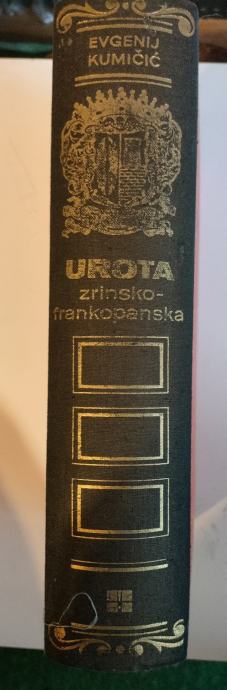 EVGENIJ
KUMIČIĆ
UROTA
zrinsko-
frankopanska